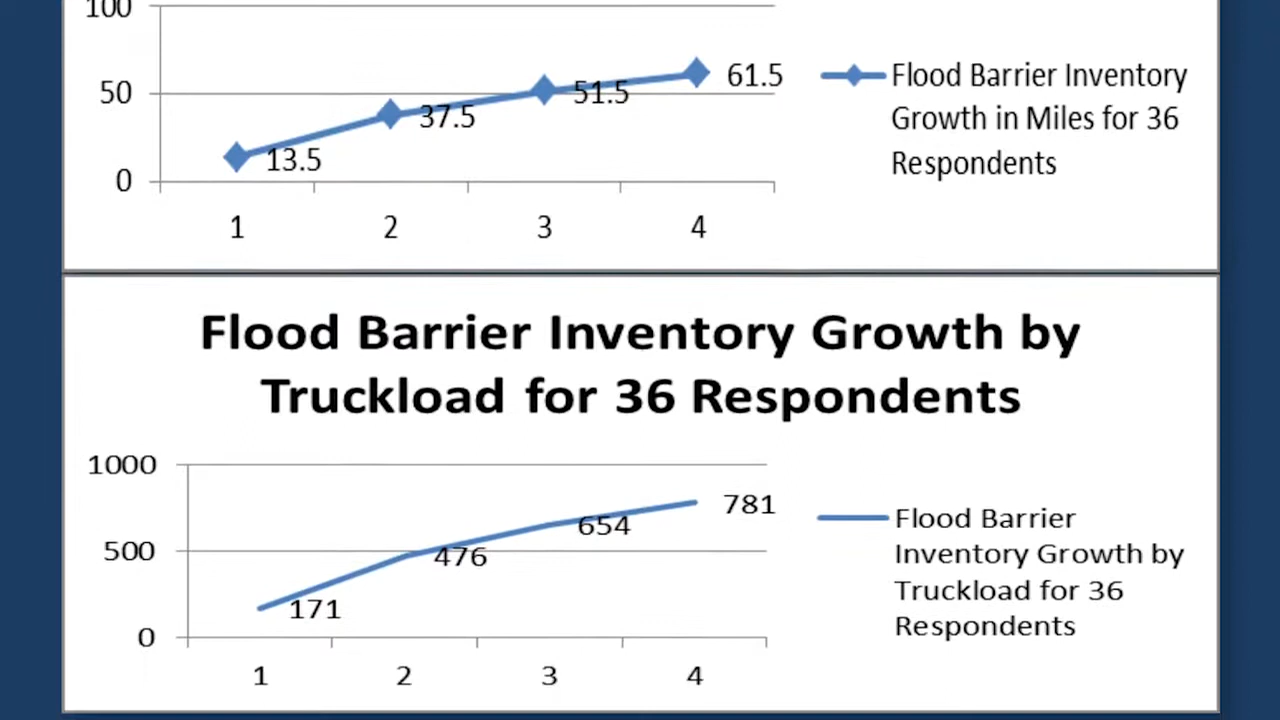 100
61.5
50
51.5
37.5
13.5
0
1 2 3 4
Flood Barrier Inventory
Growth in Miles for 36
Respondents
Flood Barrier Inventory Growth by
Truckload for 36 Respondents
1000
781
654
500
476
171
0
1 2 3 4
Flood Barrier
Inventory Growth by
Truckload for 36
Respondents